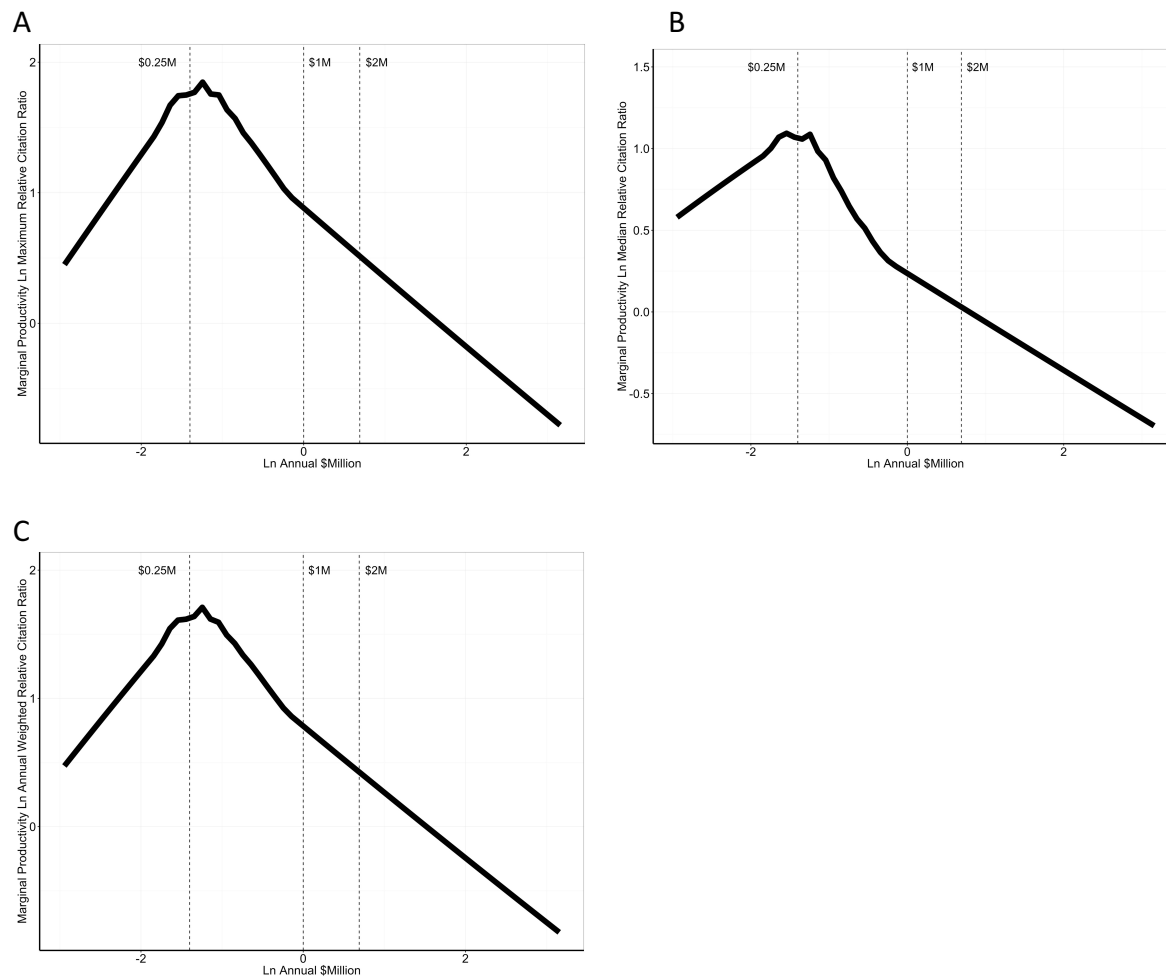 A
Marginal Productivity Ln Maximum Relative Citation Ratio
2
1
0
$0.25M
$1M
$2M
-2
0
2
Ln Annual $Million
B
Marginal Productivity Ln Median Relative Citation Ratio
1.5
1.0
0.5
0.0
-0.5
$0.25M
$1M
$2M
-2
0
2
Ln Annual $Million
C
Marginal Productivity Ln Annual Weighted Relative Citation Ratio
2
1
0
$0.25M
$1M
$2M
-2
0
2
Ln Annual $Million